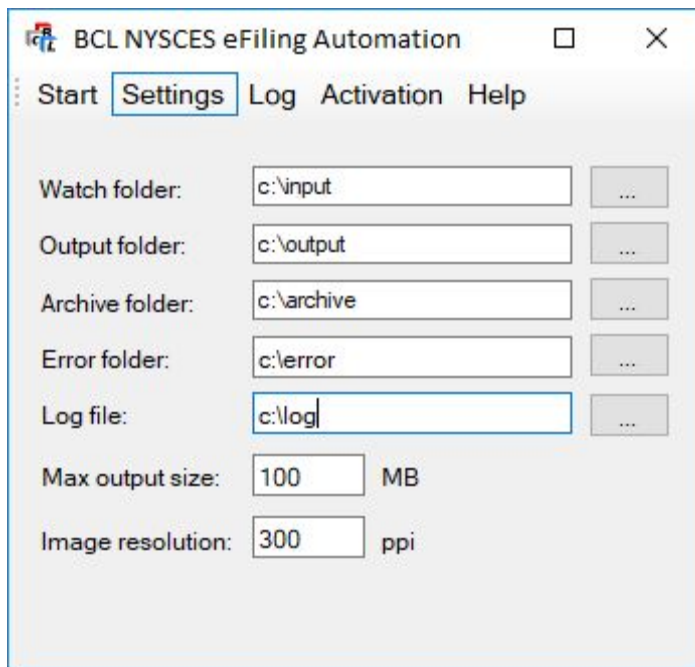 BCL NYSCES eFiling Automation
Start Settings Log Activation Help
Watch folder: c:\input ...
Output folder: c:\output ...
Archive folder: c:\archive ...
Error folder: c:\error ...
Log file: c:\log ...
Max output size: 100 MB
Image resolution: 300 ppi